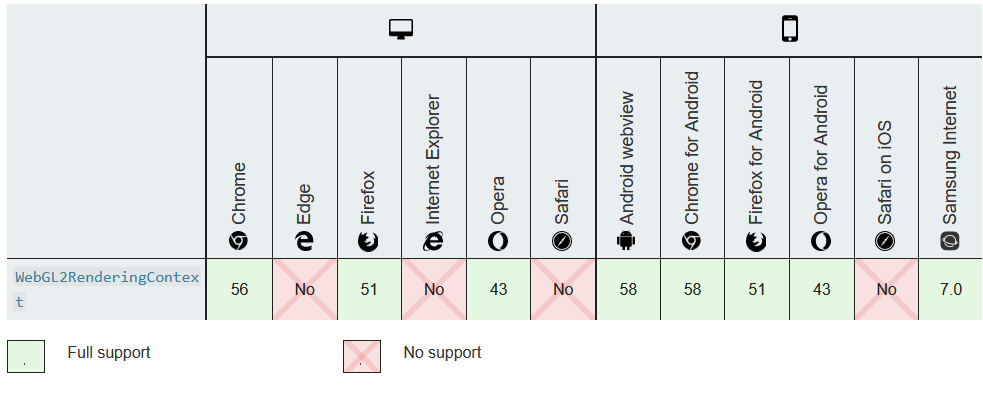 Chrome
Edge
Firefox
Internet Explorer
Opera
Safari
Android webview
Chrome for Android
Firefox for Android
Opera for Android
Safari on iOS
Samsung Internet
WebGL2RenderingContex
t
56 No 51 No 43 No 58 58 51 43 No 7.0
. Full support . No support